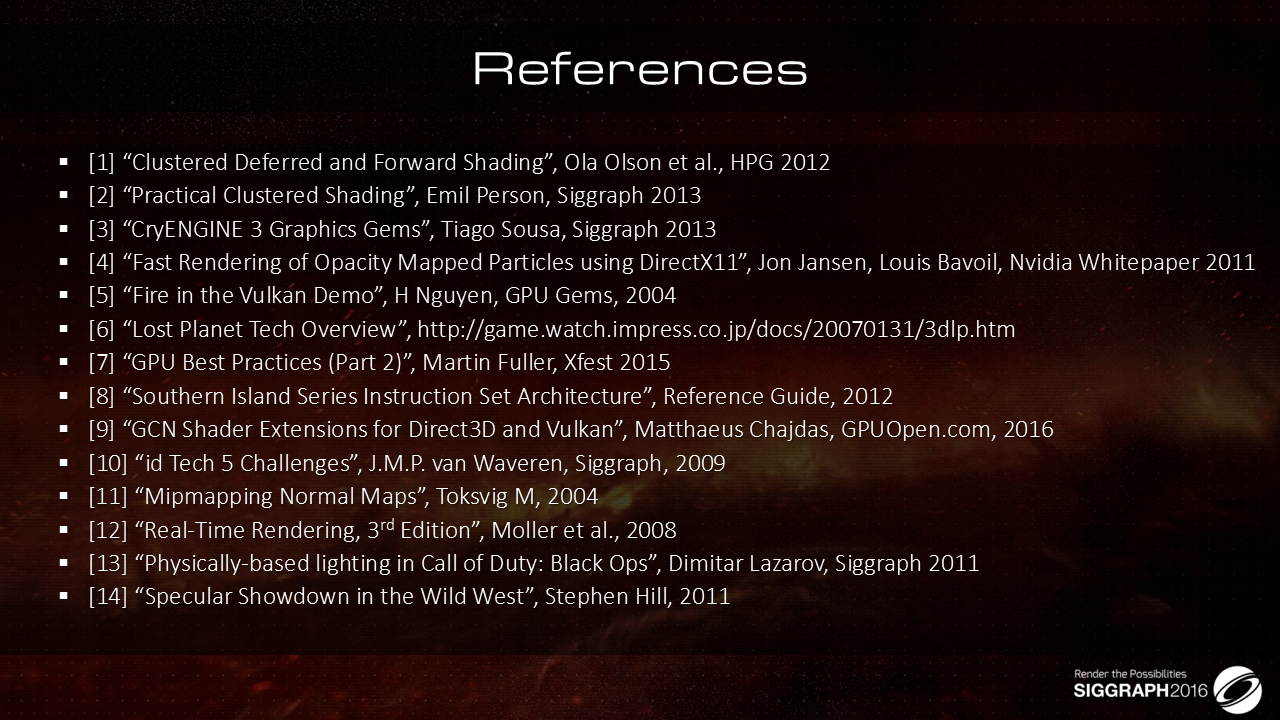 References
▪ [1] “Clustered Deferred and Forward Shading”, Ola Olson et al., HPG 2012
▪ [2] “Practical Clustered Shading”, Emil Person, Siggraph 2013
▪ [3] “CryENGINE 3 Graphics Gems”, Tiago Sousa, Siggraph 2013
▪ [4] “Fast Rendering of Opacity Mapped Particles using DirectX11”, Jon Jansen, Louis Bavoil, Nvidia Whitepaper 2011
▪ [5] “Fire in the Vulkan Demo”, H Nguyen, GPU Gems, 2004
▪ [6] “Lost Planet Tech Overview”, http://game.watch.impress.co.jp/docs/20070131/3dlp.htm
▪ [7] “GPU Best Practices (Part 2)”, Martin Fuller, Xfest 2015
▪ [8] “Southern Island Series Instruction Set Architecture”, Reference Guide, 2012
▪ [9] “GCN Shader Extensions for Direct3D and Vulkan”, Matthaeus Chajdas, GPUOpen.com, 2016
▪ [10] “id Tech 5 Challenges”, J.M.P. van Waveren, Siggraph, 2009
▪ [11] “Mipmapping Normal Maps”, Toksvig M, 2004
▪ [12] “Real-Time Rendering, 3rd Edition”, Moller et al., 2008
▪ [13] “Physically-based lighting in Call of Duty: Black Ops”, Dimitar Lazarov, Siggraph 2011
▪ [14] “Specular Showdown in the Wild West”, Stephen Hill, 2011
Render the Possibilities
SIGGRAPH2016